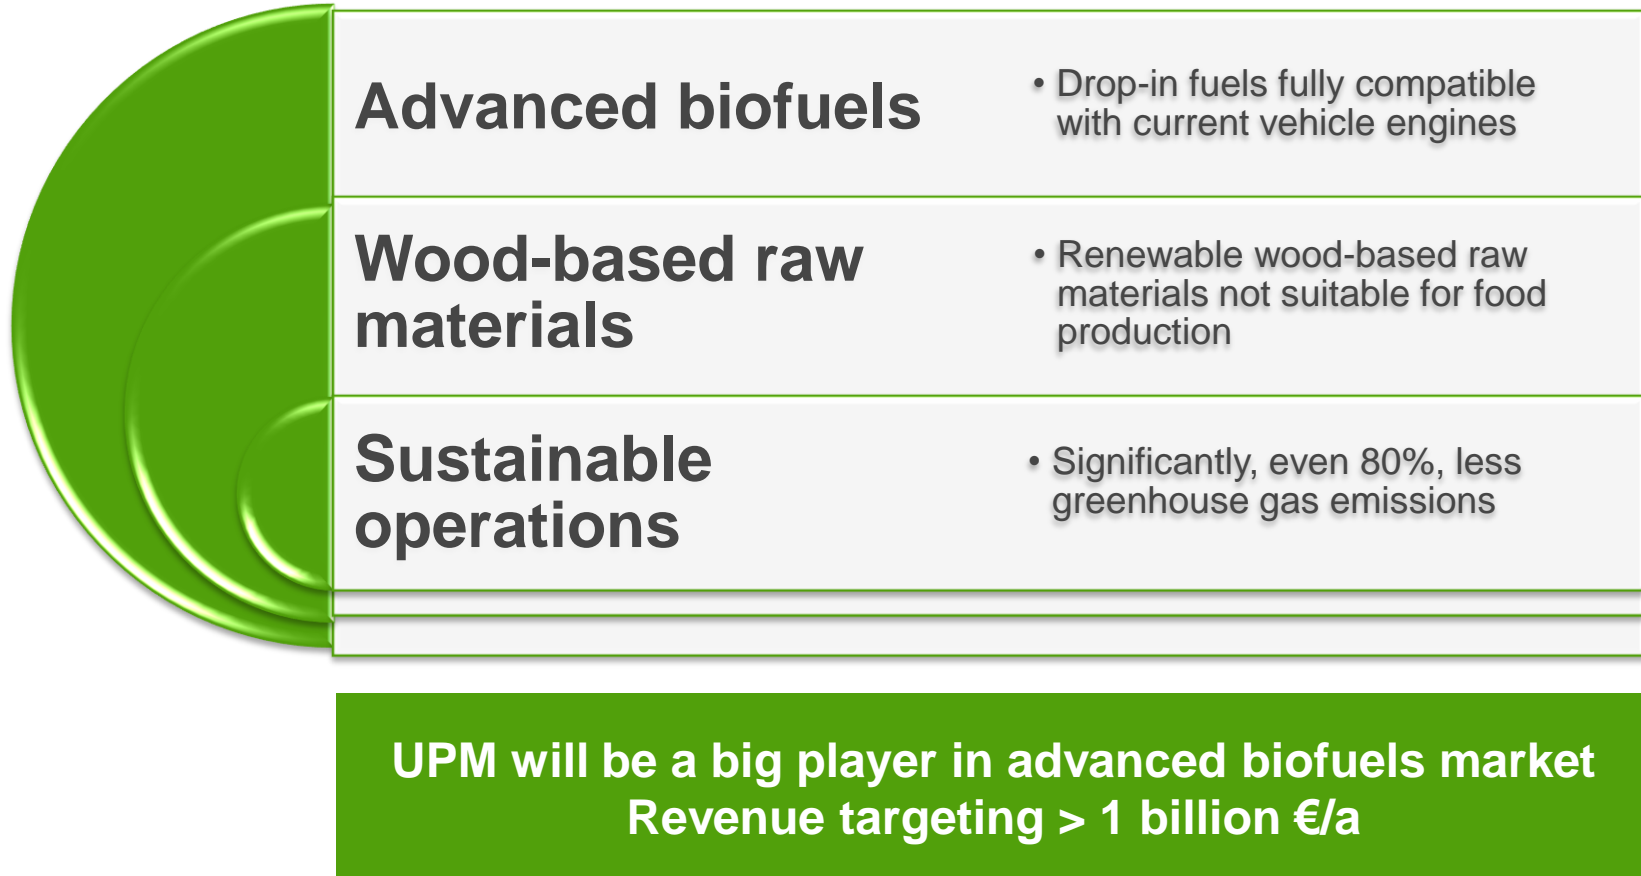 Advanced biofuels
• Drop-in fuels fully compatible
with current vehicle engines
Wood-based raw
materials
• Renewable wood-based raw
materials not suitable for food
production
Sustainable
operations
• Significantly, even 80%, less
greenhouse gas emissions
UPM will be a big player in advanced biofuels market
Revenue targeting > 1 billion €/a